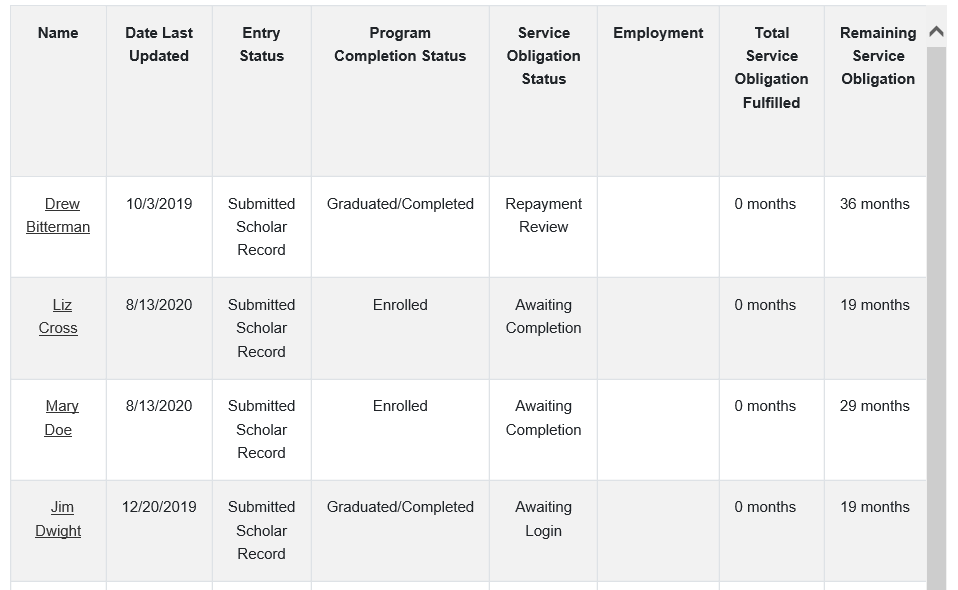 Name Date Last Entry Program Service Employment Total Remaining
Updated Status Completion Status Obligation Service Service
Status Obligation Obligation
Fulfilled
Drew 10/3/2019 Submitted Graduated/Completed Repayment 0 months 36 months
Bitterman Scholar Review
Record
Liz 8/13/2020 Submitted Enrolled Awaiting 0 months 19 months
Cross Scholar Completion
Record
Mary 8/13/2020 Submitted Enrolled Awaiting 0 months 29 months
Doe Scholar Completion
Record
Jim 12/20/2019 Submitted Graduated/Completed Awaiting 0 months 19 months
Dwight Scholar Login
Record